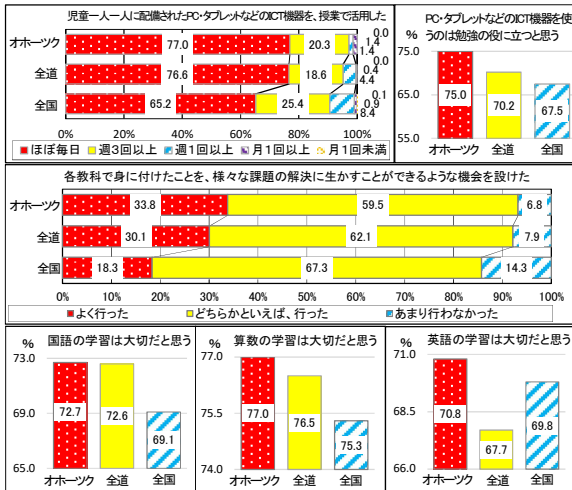 児童一人一人に配備されたPC・タブレットなどのICT機器を、授業で活用した
オホーツク 77.0 20.3 1.4 1.4 0.0
全道 76.6 18.6 4.4 0.4 0.0
全国 65.2 25.4 8.4 0.9 0.1
0% 20% 40% 60% 80% 100%
ほぼ毎日 週3回以上 週1回以上 月1回以上 月1回未満
PC・タブレットなどのICT機器を使
うのは勉強の役に立つと思う
%
75.0
65.0
55.0
75.0 70.2 67.5
オホーツク 全道 全国
各教科で身に付けたことを、様々な課題の解決に生かすことができるような機会を設けた
オホーツク 33.8 59.5 6.8
全道 30.1 62.1 7.9
全国 18.3 67.3 14.3
0% 10% 20% 30% 40% 50% 60% 70% 80% 90% 100%
よく行った どちらかといえば、行った あまり行わなかった
% 国語の学習は大切だと思う
73.0
69.0
65.0
72.7 72.6 69.1
オホーツク 全道 全国
% 算数の学習は大切だと思う
77.0
75.5
74.0
77.0 76.5 75.3
オホーツク 全道 全国
% 英語の学習は大切だと思う
71.0
68.5
66.0
70.8 67.7 69.8
オホーツク 全道 全国